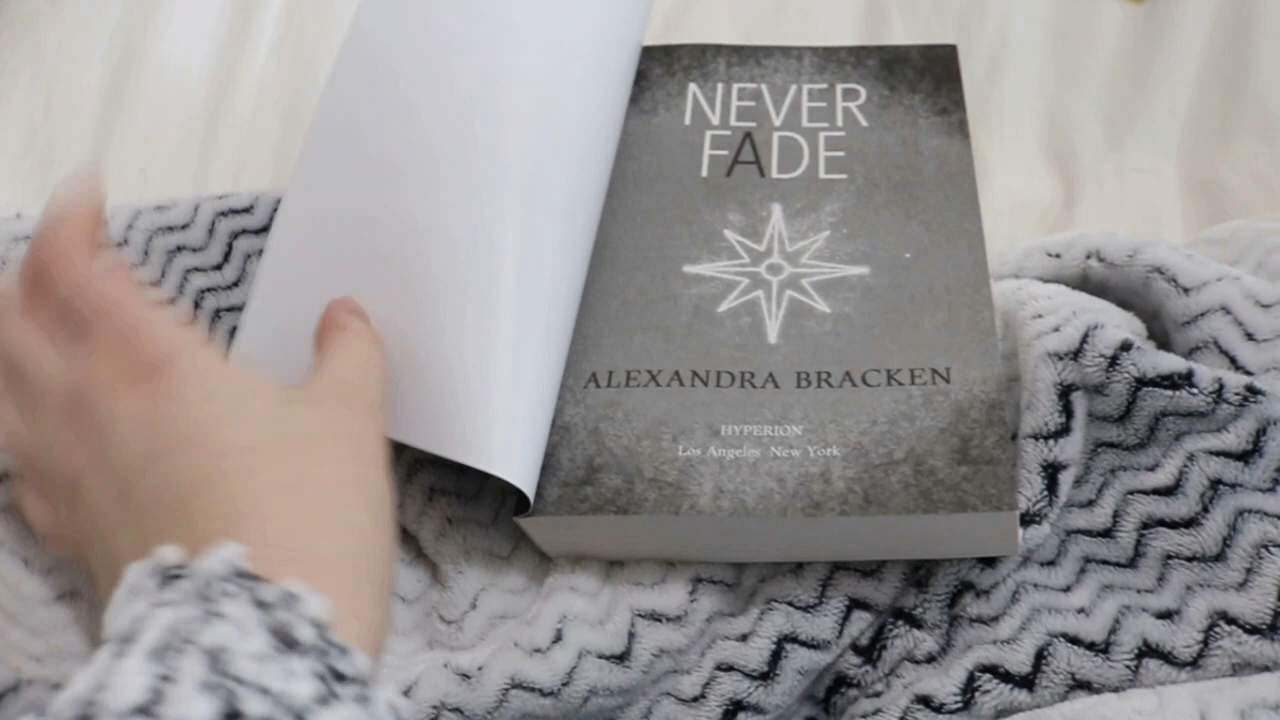 NEVER
FADE
ALEXANDRA BRACKEN
HYPERION
Los Angeles New York